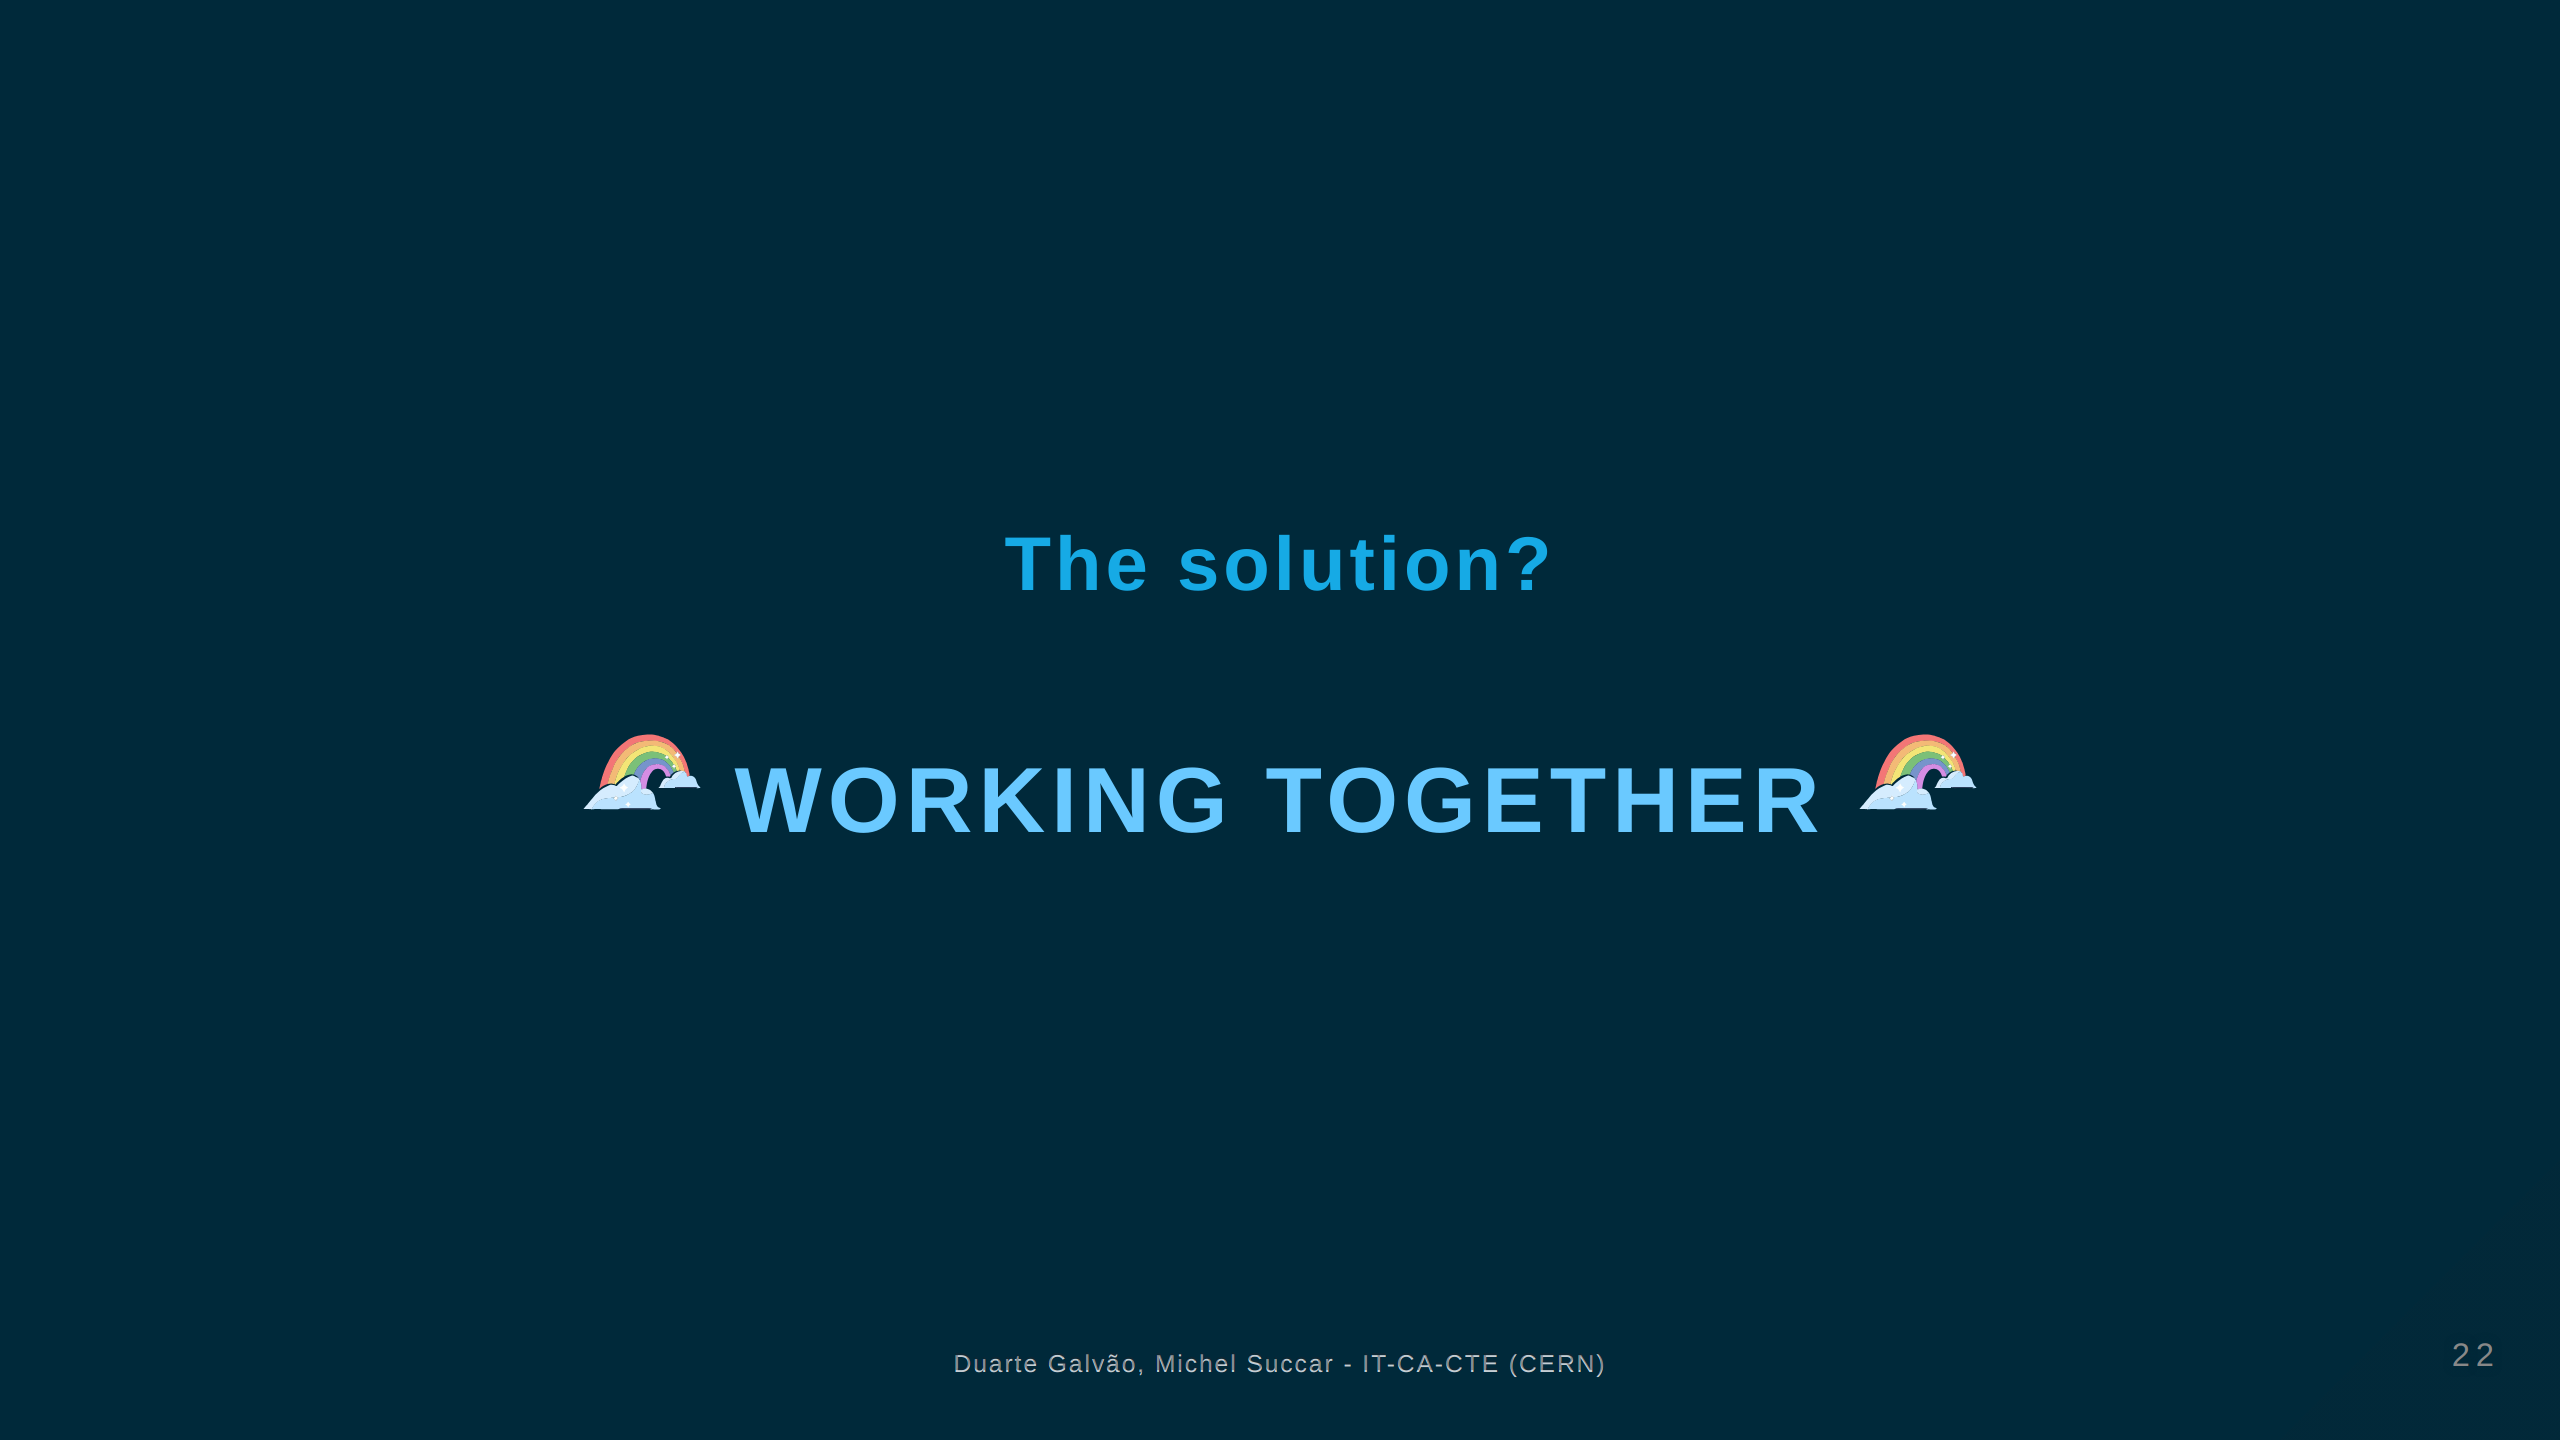 The solution?
WORKING TOGETHER
Duarte Galvão, Michel Succar - IT-CA-CTE (CERN)
22